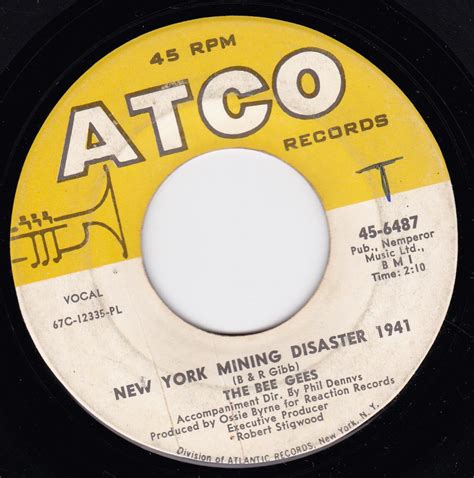 45 RPM
ATCO
RECORDS
T
45-6487
Pub., Nemperor
Music Ltd.,
B M I
Time: 2:10
VOCAL
67C-12335-PL
NEW YORK MINING DISASTER 1941
(B & R Gibb)
THE BEE GEES
Accompaniment Dir. By Phil Dennys
Produced by Ossie Byrne for Reaction Records
Executive Producer
Robert Stigwood
Division of ATLANTIC RECORDS, New York, N. Y.